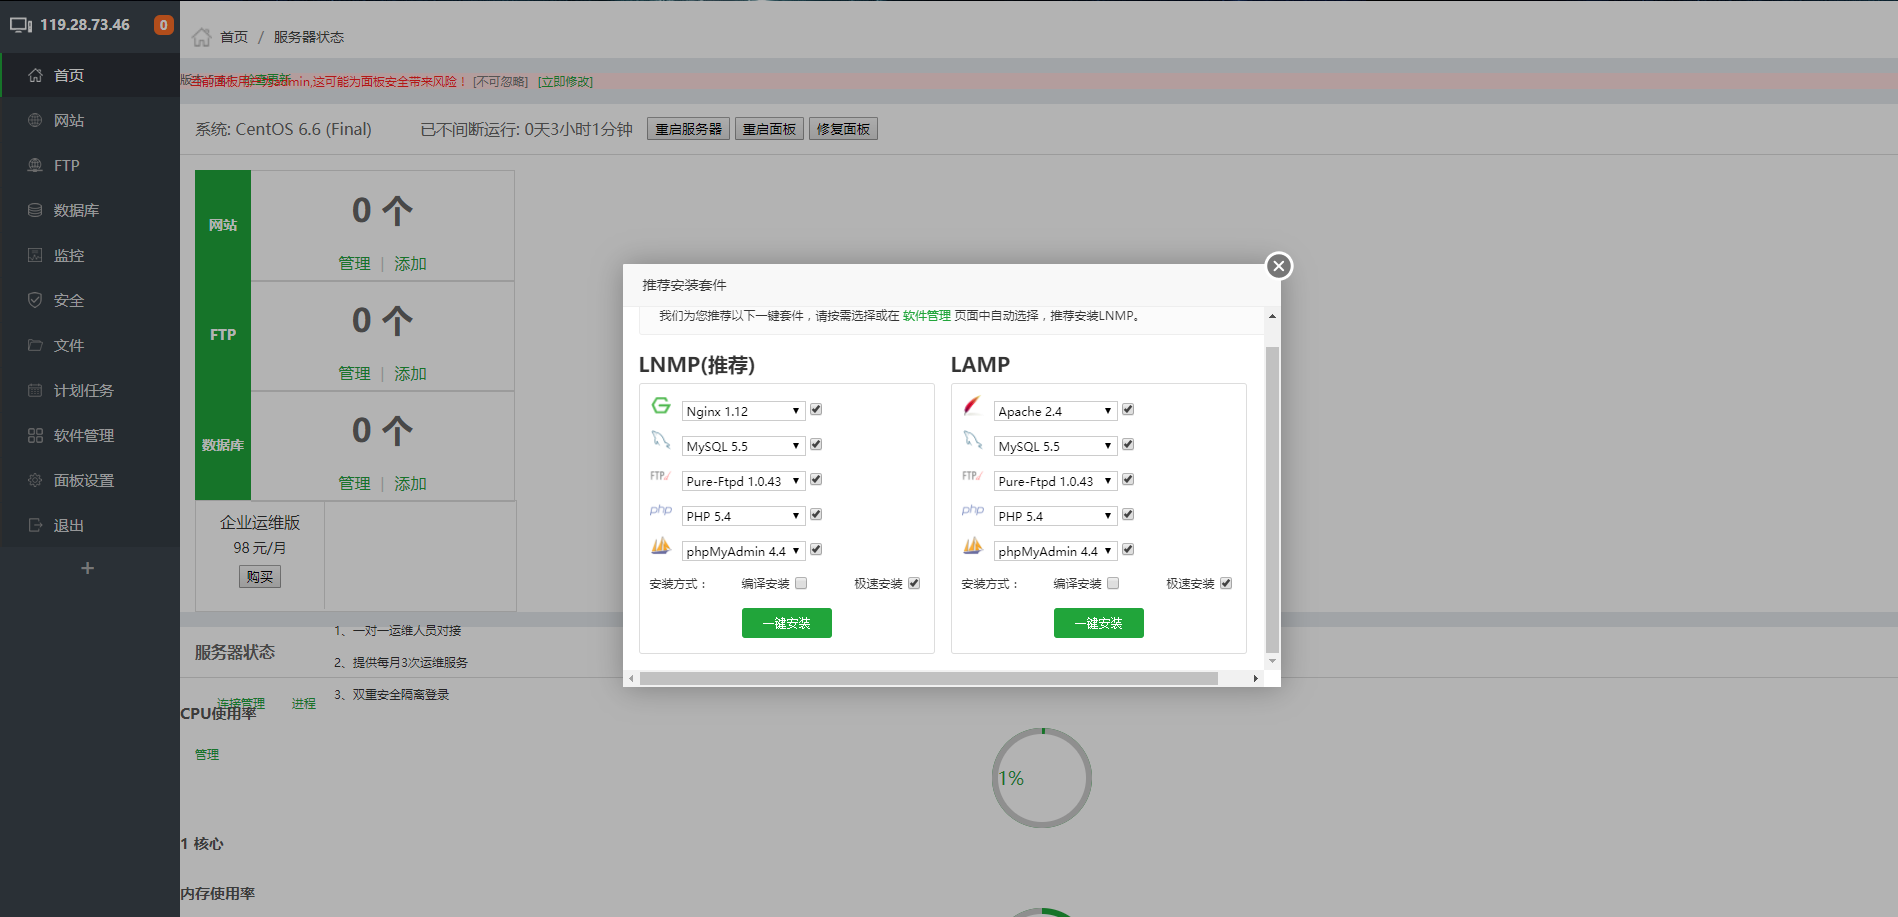 119.28.73.46
0
首页
网站
FTP
数据库
监控
安全
文件
计划任务
软件管理
面板设置
退出
+
首页 / 服务器状态
当前面板用户为admin,这可能为面板安全带来风险！ [不可忽略] [立即修改]
系统: CentOS 6.6 (Final) 已不间断运行: 0天3小时1分钟 重启服务器 重启面板 修复面板
网站
0 个
管理 | 添加
FTP
0 个
管理 | 添加
数据库
0 个
管理 | 添加
企业运维版
98 元/月
购买
1、一对一运维人员对接
2、提供每月3次运维服务
3、双重安全隔离登录
服务器状态
连接管理 进程
CPU使用率
管理
1%
1 核心
内存使用率
推荐安装套件
我们为您推荐以下一键套件，请按需选择或在 软件管理 页面中自动选择，推荐安装LNMP。
LNMP(推荐)
Nginx 1.12
MySQL 5.5
FTP
Pure-Ftpd 1.0.43
php
PHP 5.4
phpMyAdmin 4.4
安装方式： 编译安装 极速安装
一键安装
LAMP
Apache 2.4
MySQL 5.5
FTP
Pure-Ftpd 1.0.43
php
PHP 5.4
phpMyAdmin 4.4
安装方式： 编译安装 极速安装
一键安装